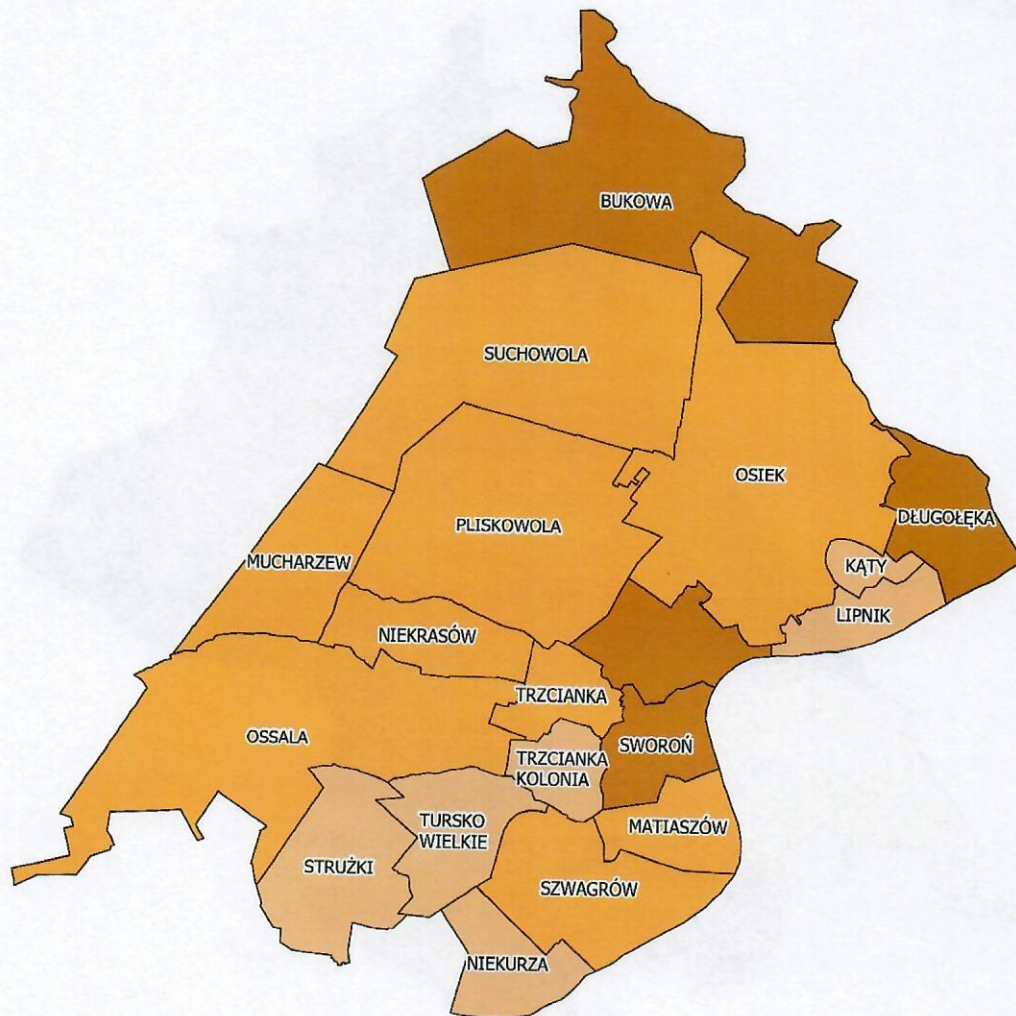 BUKOWA
SUCHOWOLA
OSIEK
DŁUGOŁĘKA
PLISKOWOLA
MUCHARZEW
KĄTY
LIPNIK
NIEKRASÓW
TRZCIANKA
OSSALA
SWOROŃ
TRZCIANKA
KOLONIA
TURSKO
WIELKIE
MATIASZÓW
STRUŻKI
SZWAGRÓW
NIEKURZA